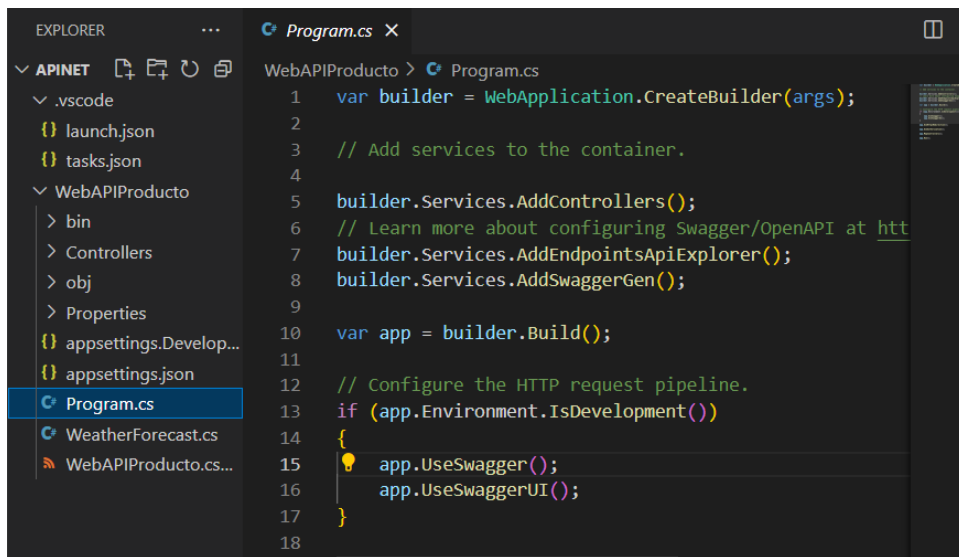 EXPLORER ...
APINET
.vscode
{} launch.json
{} tasks.json
WebAPIProducto
bin
Controllers
obj
Properties
{} appsettings.Develop...
{} appsettings.json
C# Program.cs
C# WeatherForecast.cs
WebAPIProducto.cs...
C# Program.cs
WebAPIProducto > C# Program.cs
1 var builder = WebApplication.CreateBuilder(args);
2
3 // Add services to the container.
4
5 builder.Services.AddControllers();
6 // Learn more about configuring Swagger/OpenAPI at htt
7 builder.Services.AddEndpointsApiExplorer();
8 builder.Services.AddSwaggerGen();
9
10 var app = builder.Build();
11
12 // Configure the HTTP request pipeline.
13 if (app.Environment.IsDevelopment())
14 {
15 app.UseSwagger();
16 app.UseSwaggerUI();
17 }
18